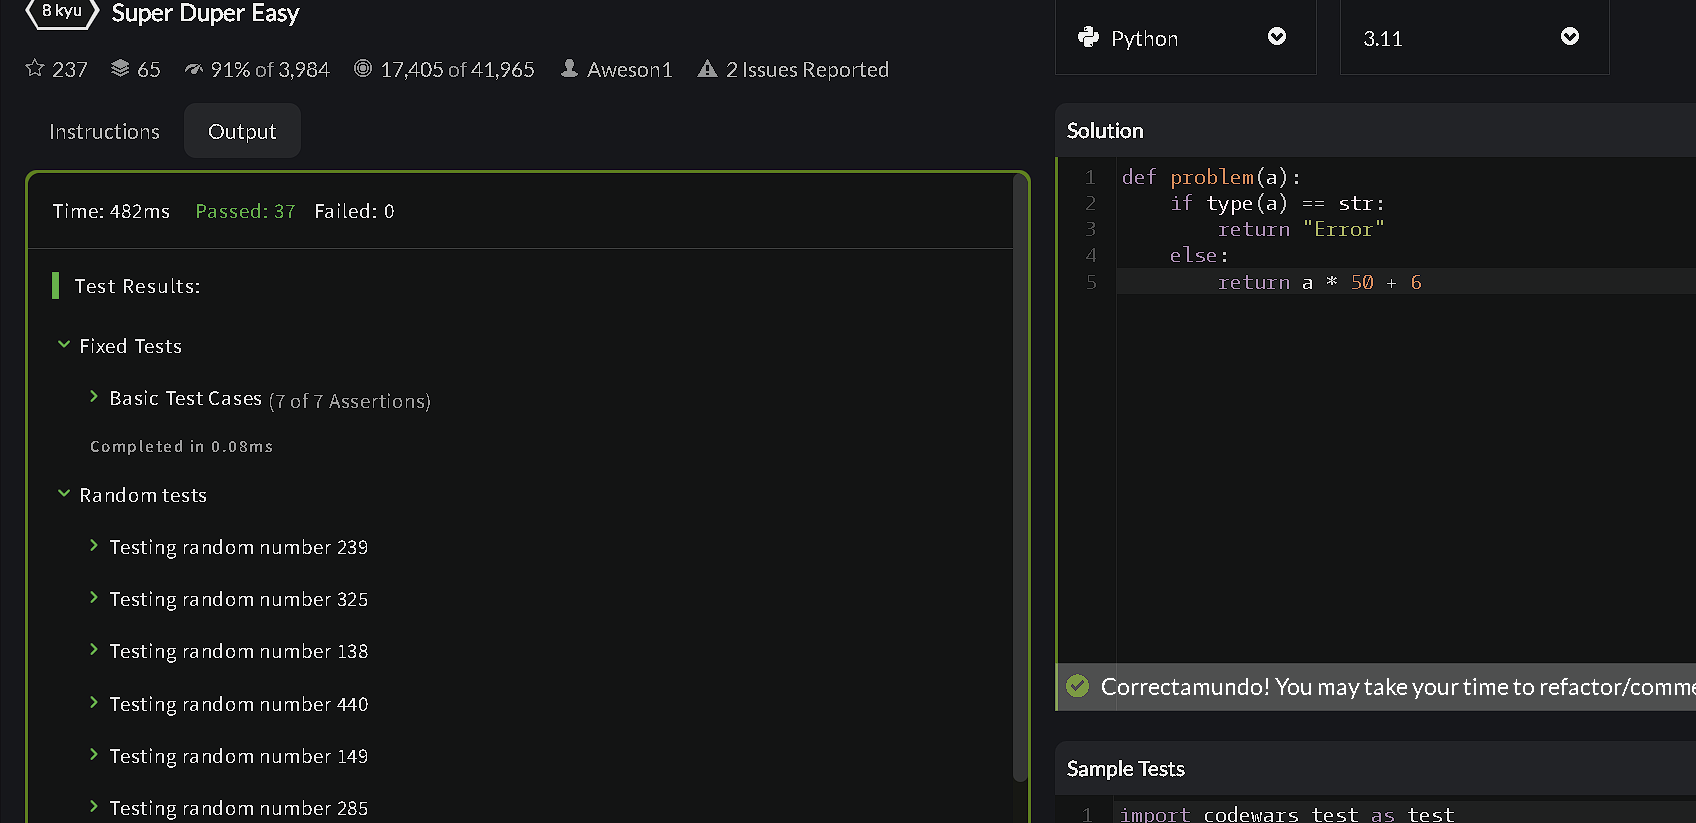 8 kyu Super Duper Easy
237 65 91% of 3,984 17,405 of 41,965 Aweson1 2 Issues Reported
Instructions Output
Time: 482ms Passed: 37 Failed: 0
Test Results:
Fixed Tests
Basic Test Cases (7 of 7 Assertions)
Completed in 0.08ms
Random tests
Testing random number 239
Testing random number 325
Testing random number 138
Testing random number 440
Testing random number 149
Testing random number 285
Python 3.11
Solution
1 def problem(a):
2 if type(a) == str:
3 return "Error"
4 else:
5 return a * 50 + 6
Correctamundo! You may take your time to refactor/comme
Sample Tests
1 import codewars_test as test